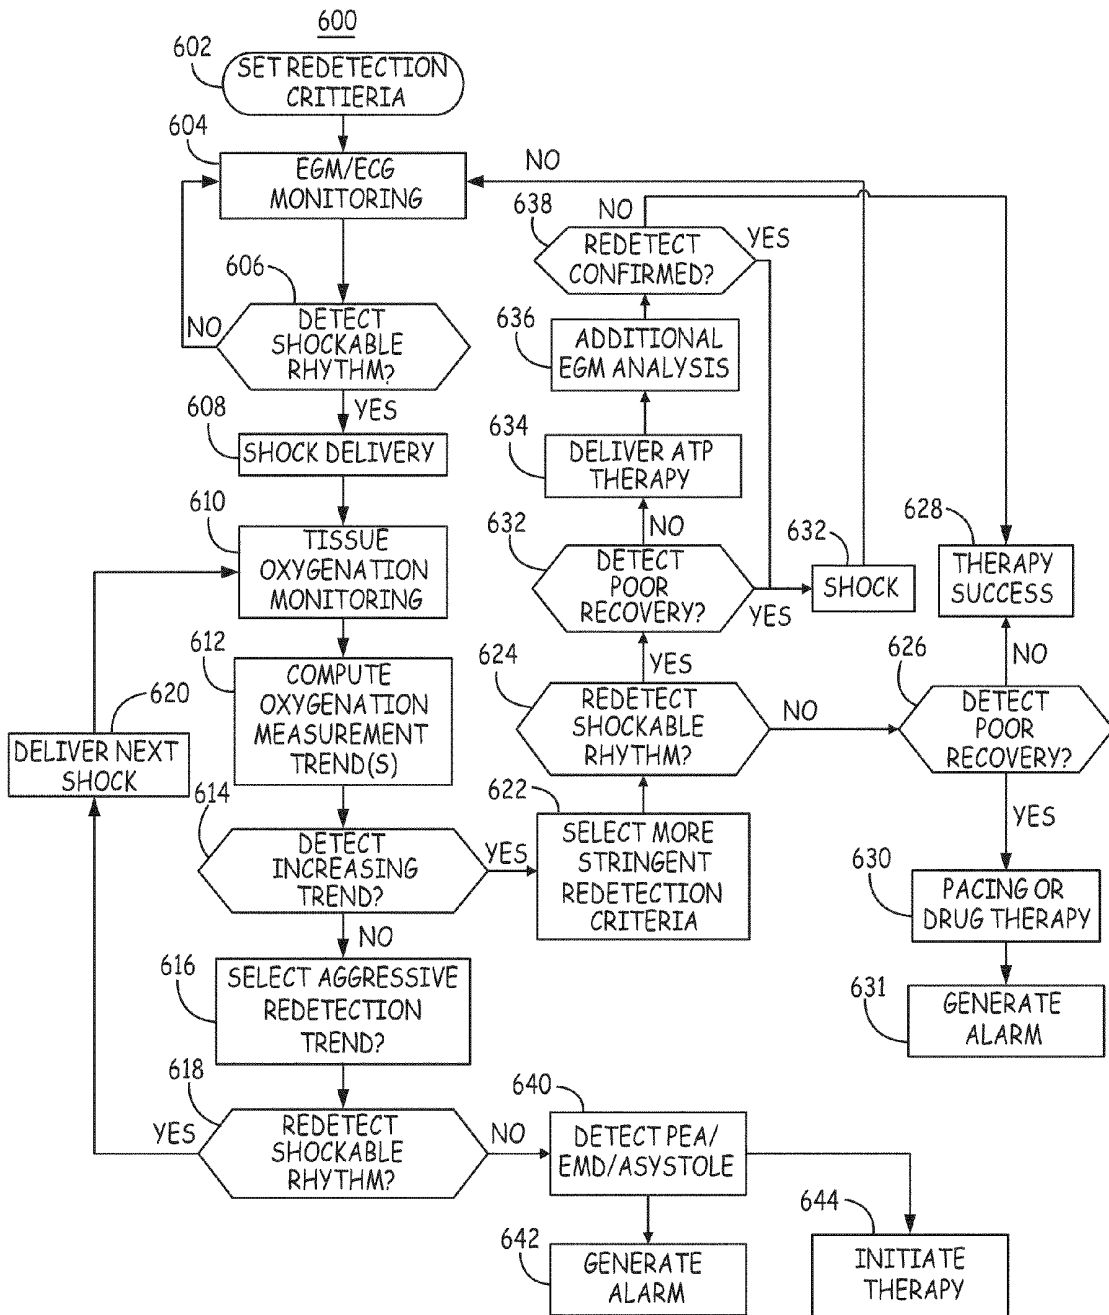 600
602
SET REDETECTION
CRITIERIA
604
EGM/ECG
MONITORING
NO
606
DETECT
SHOCKABLE
RHYTHM?
NO
YES
608
SHOCK DELIVERY
610
TISSUE
OXYGENATION
MONITORING
612
COMPUTE
OXYGENATION
MEASUREMENT
TREND(S)
620
DELIVER NEXT
SHOCK
614
DETECT
INCREASING
TREND?
YES
NO
616
SELECT AGGRESSIVE
REDETECTION
TREND?
618
REDETECT
SHOCKABLE
RHYTHM?
YES
NO
622
SELECT MORE
STRINGENT
REDETECTION
CRITERIA
624
REDETECT
SHOCKABLE
RHYTHM?
YES
NO
632
DETECT
POOR
RECOVERY?
NO
YES
632
SHOCK
634
DELIVER ATP
THERAPY
636
ADDITIONAL
EGM ANALYSIS
638
REDETECT
CONFIRMED?
NO
YES
628
THERAPY
SUCCESS
626
DETECT
POOR
RECOVERY?
NO
YES
630
PACING OR
DRUG THERAPY
631
GENERATE
ALARM
640
DETECT PEA/
EMD/ASYSTOLE
642
GENERATE
ALARM
644
INITIATE
THERAPY